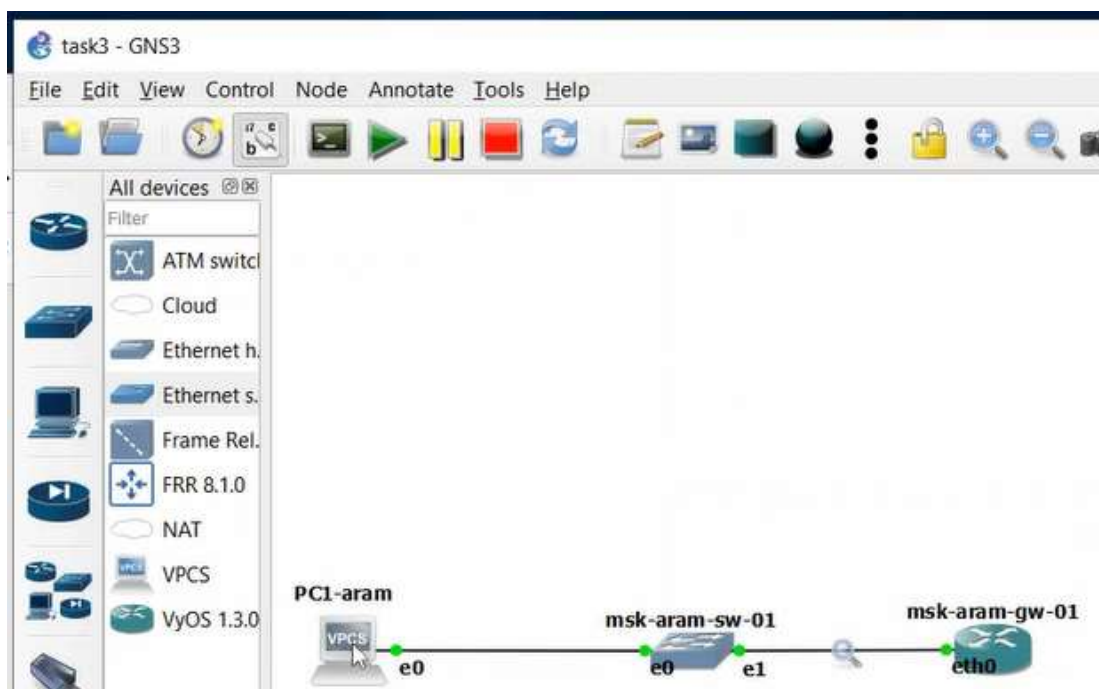 task3 - GNS3
File Edit View Control Node Annotate Tools Help
All devices
Filter
ATM switcl
Cloud
Ethernet h.
Ethernet s.
Frame Rel.
FRR 8.1.0
NAT
VPCS
VyOS 1.3.0
PC1-aram
msk-aram-sw-01
msk-aram-gw-01
VPCS
e0
e0
e1
eth0